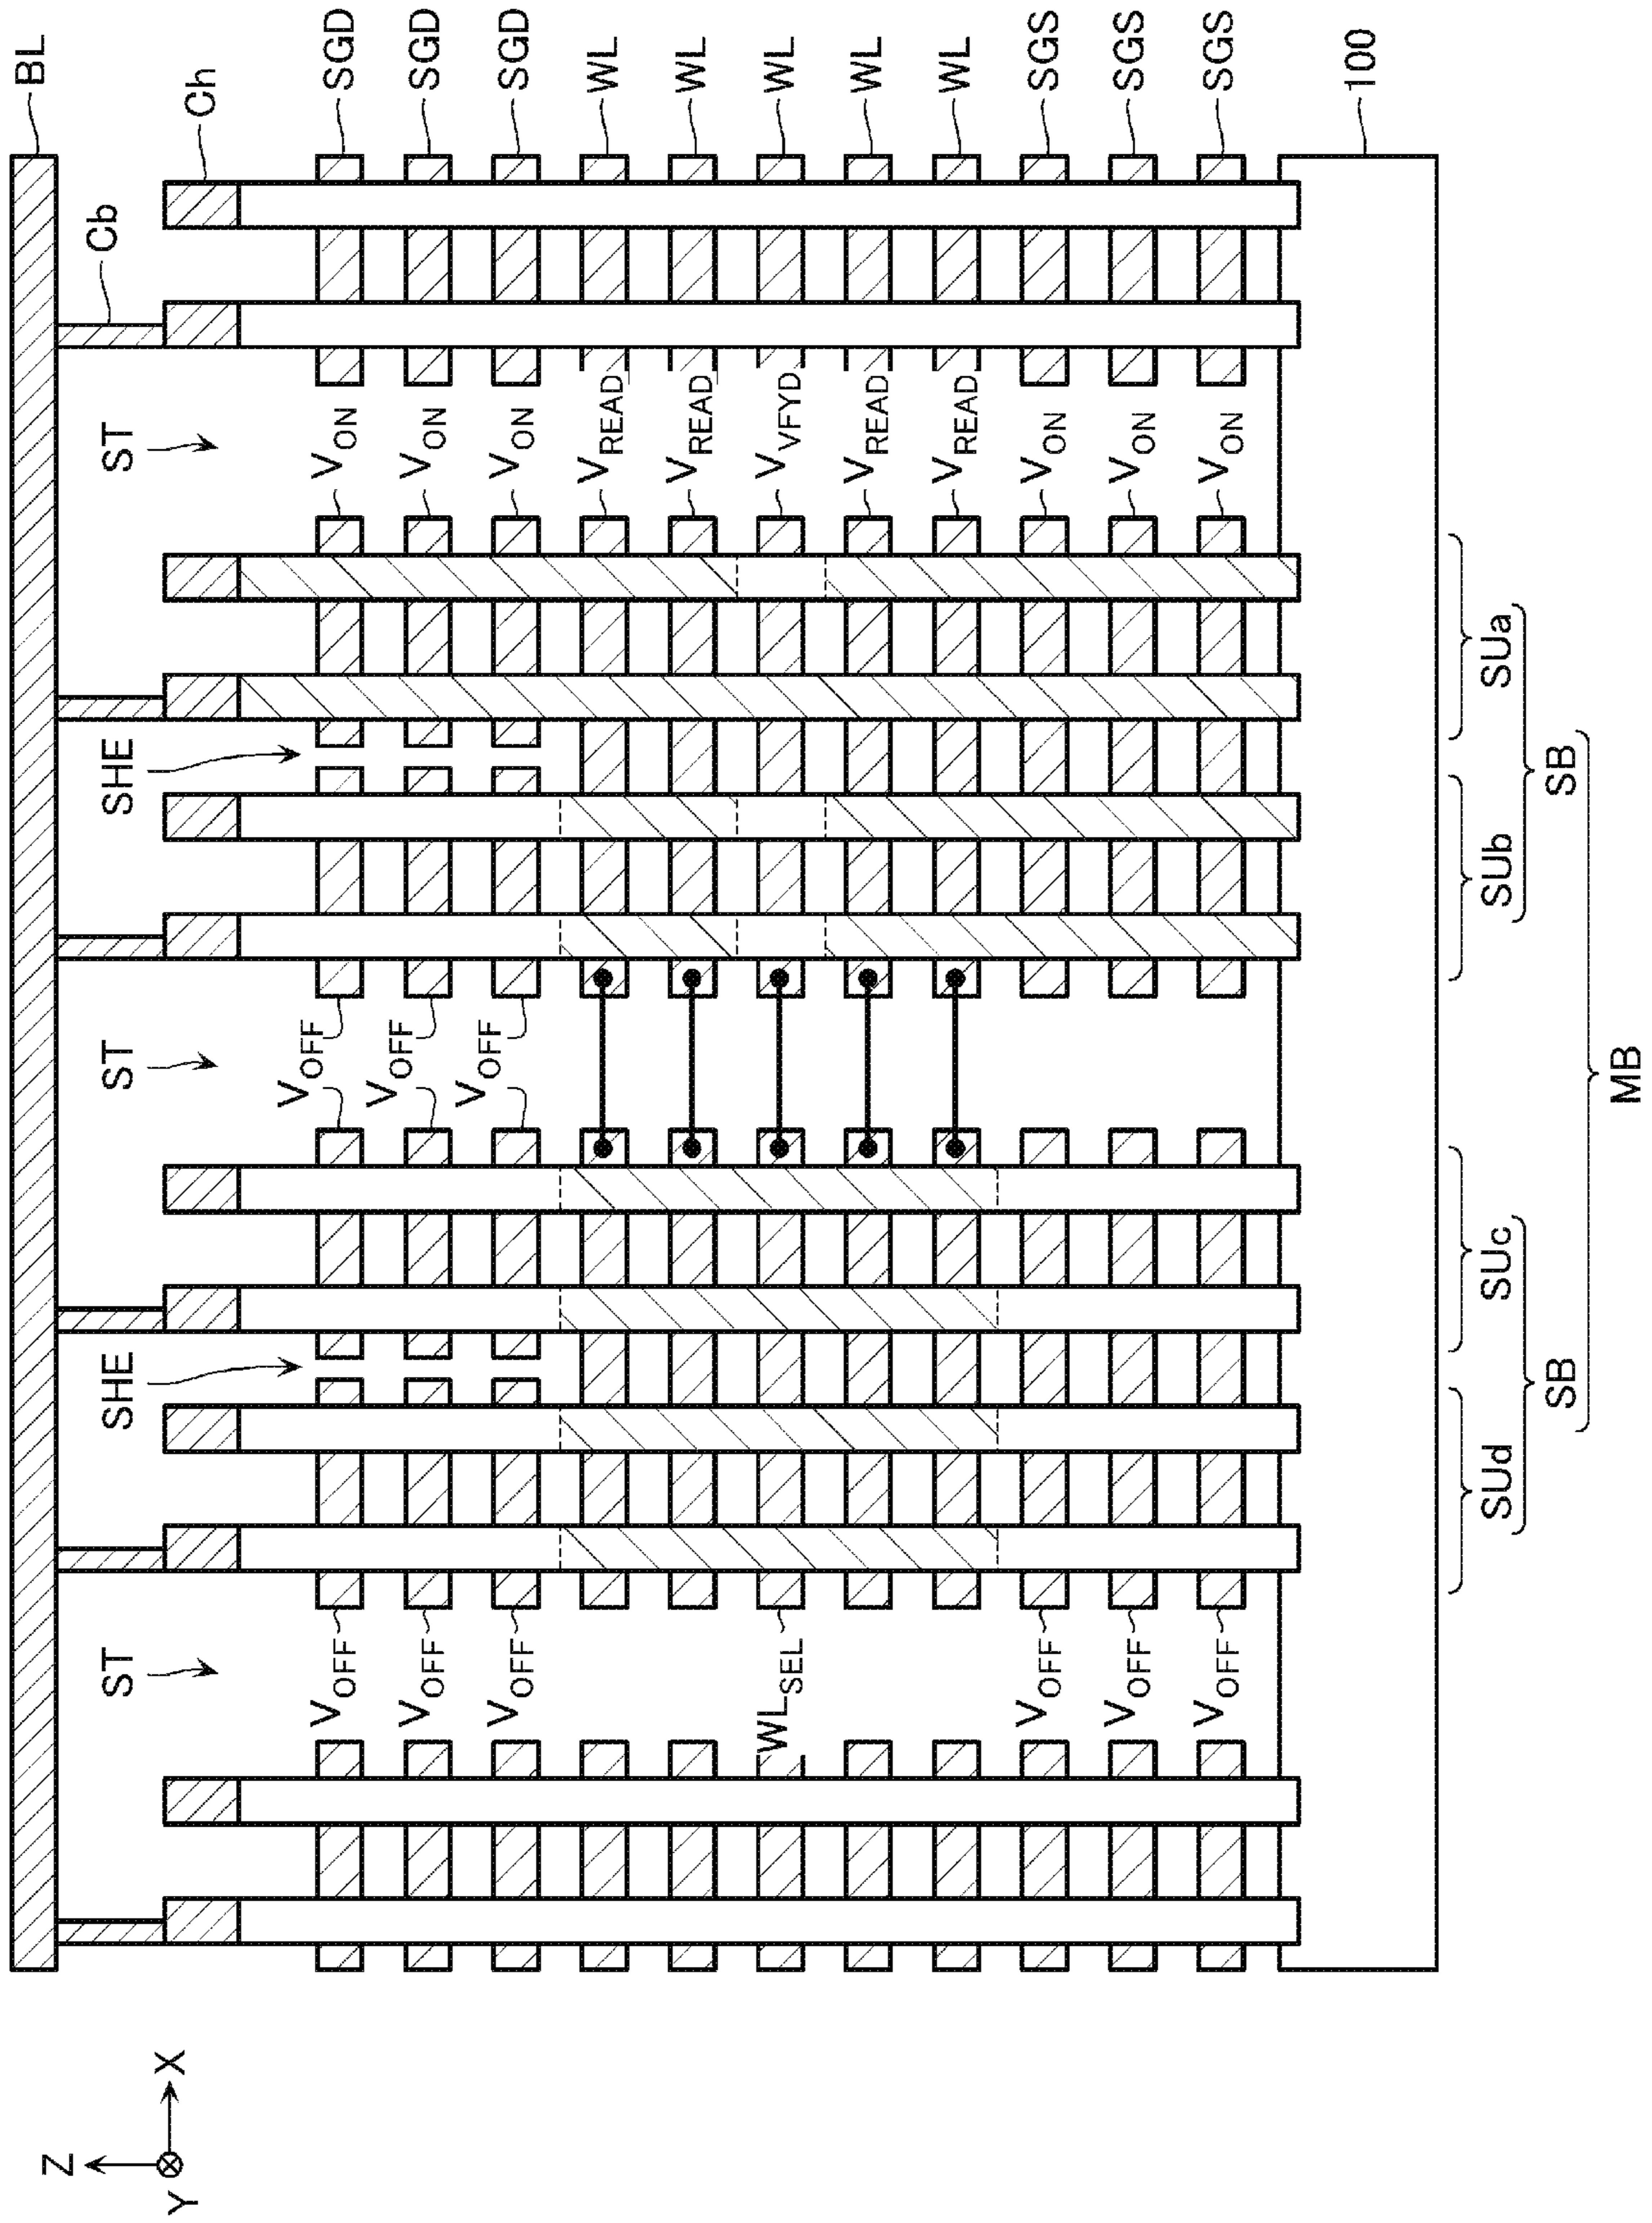 BL
Z
ST SHE ST SHE ST Cb
Y X
Ch
VOFF VOFF VOFF VON SGD
VOFF VOFF VOFF VON SGD
VOFF VOFF VOFF VON SGD
VREAD WL
VREAD WL
WLSEL VVFYD WL
VREAD WL
VREAD WL
VOFF VON SGS
VOFF VON SGS
VOFF VON SGS
100
SUd SUc SUb SUa
SB SB
MB